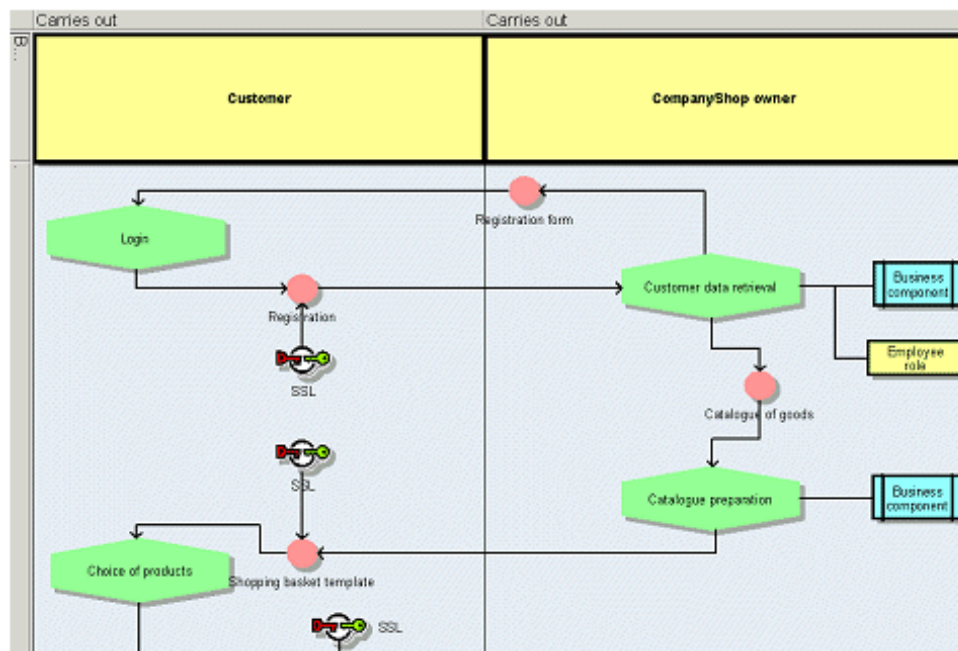 Carries out
Carries out
B...
Customer
Company/Shop owner
Registration form
Login
Customer data retrieval
Business
component
Registration
Employee
role
SSL
Catalogue of goods
SSL
Catalogue preparation
Business
component
Choice of products
Shopping basket template
SSL